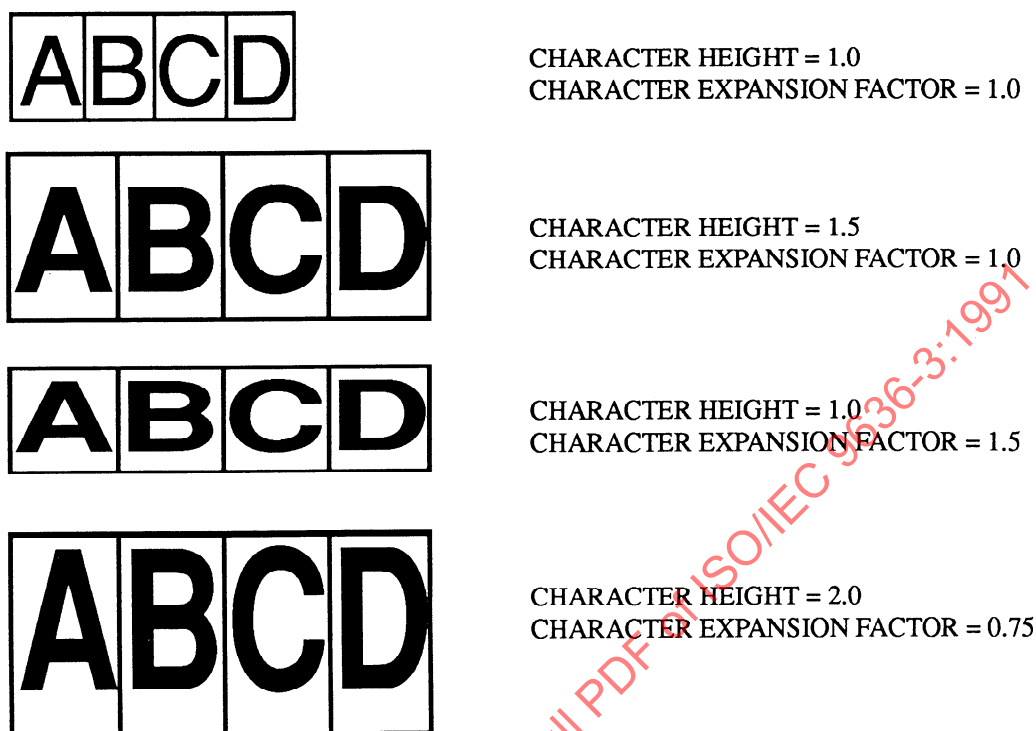 ABCD
CHARACTER HEIGHT = 1.0
CHARACTER EXPANSION FACTOR = 1.0
ABCD
CHARACTER HEIGHT = 1.5
CHARACTER EXPANSION FACTOR = 1.0
ABCD
CHARACTER HEIGHT = 1.0
CHARACTER EXPANSION FACTOR = 1.5
ABCD
CHARACTER HEIGHT = 2.0
CHARACTER EXPANSION FACTOR = 0.75
ll PDF of ISO/IEC 9636-3:1991